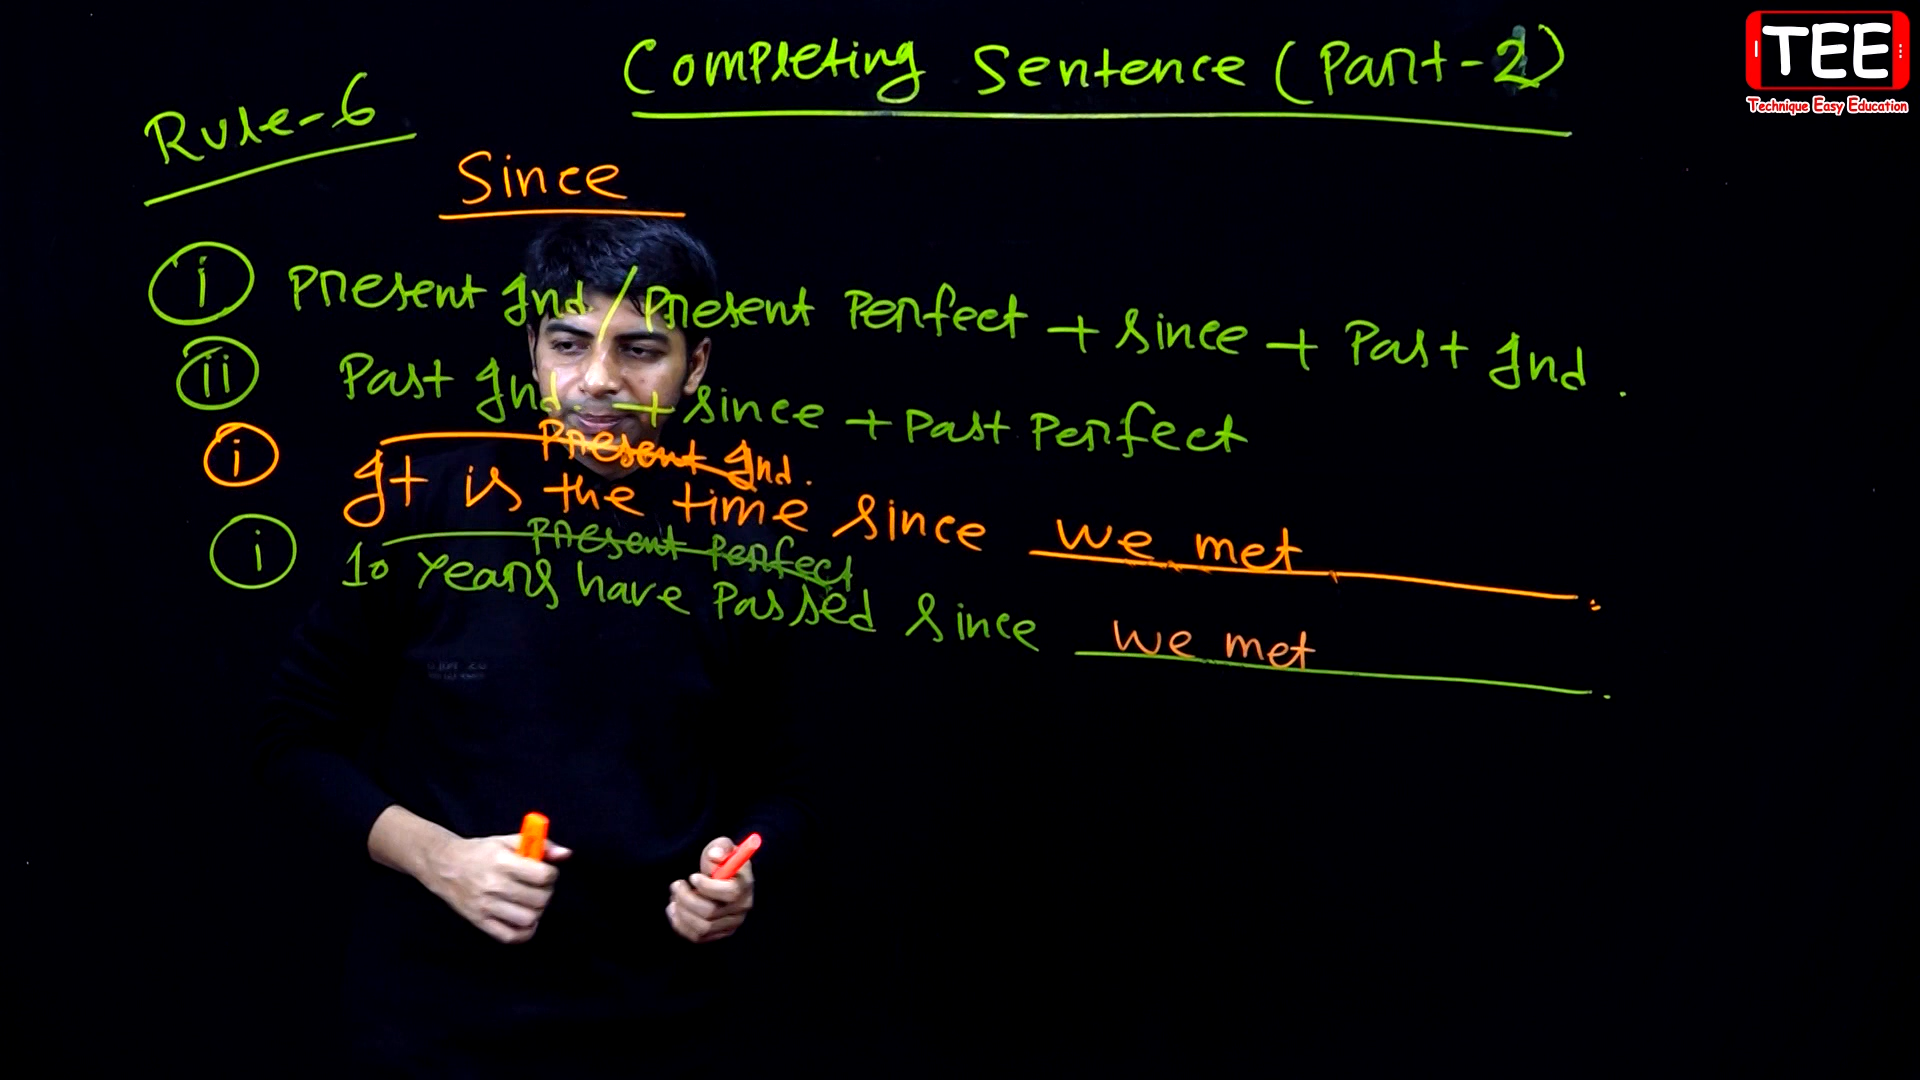 Completing Sentence (Part-2)
TEE
Technique Easy Education
Rule-6
Since
i Present Ind./Present Perfect + since + Past Ind.
ii Past Ind. + since + Past Perfect
Present Ind.
i It is the time since we met.
Present Perfect
i 10 years have passed since we met.